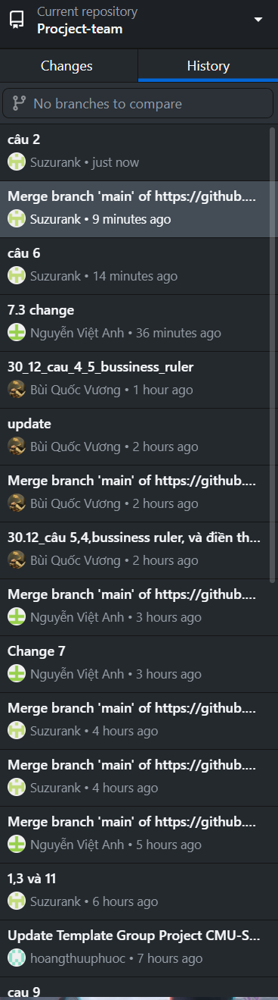 Current repository
Procject-team
Changes
History
No branches to compare
câu 2
Suzurank • just now
Merge branch 'main' of https://github....
Suzurank • 9 minutes ago
câu 6
Suzurank • 14 minutes ago
7.3 change
Nguyễn Việt Anh • 36 minutes ago
30_12_cau_4_5_bussiness_ruler
Bùi Quốc Vương • 1 hour ago
update
Bùi Quốc Vương • 2 hours ago
Merge branch 'main' of https://github....
Bùi Quốc Vương • 2 hours ago
30.12_câu 5,4,bussiness ruler, và điền th...
Bùi Quốc Vương • 2 hours ago
Merge branch 'main' of https://github....
Nguyễn Việt Anh • 3 hours ago
Change 7
Nguyễn Việt Anh • 3 hours ago
Merge branch 'main' of https://github....
Suzurank • 4 hours ago
Merge branch 'main' of https://github....
Suzurank • 4 hours ago
Merge branch 'main' of https://github....
Nguyễn Việt Anh • 5 hours ago
1,3 và 11
Suzurank • 6 hours ago
Update Template Group Project CMU-S...
hoangthuuphuoc • 7 hours ago
cau 9